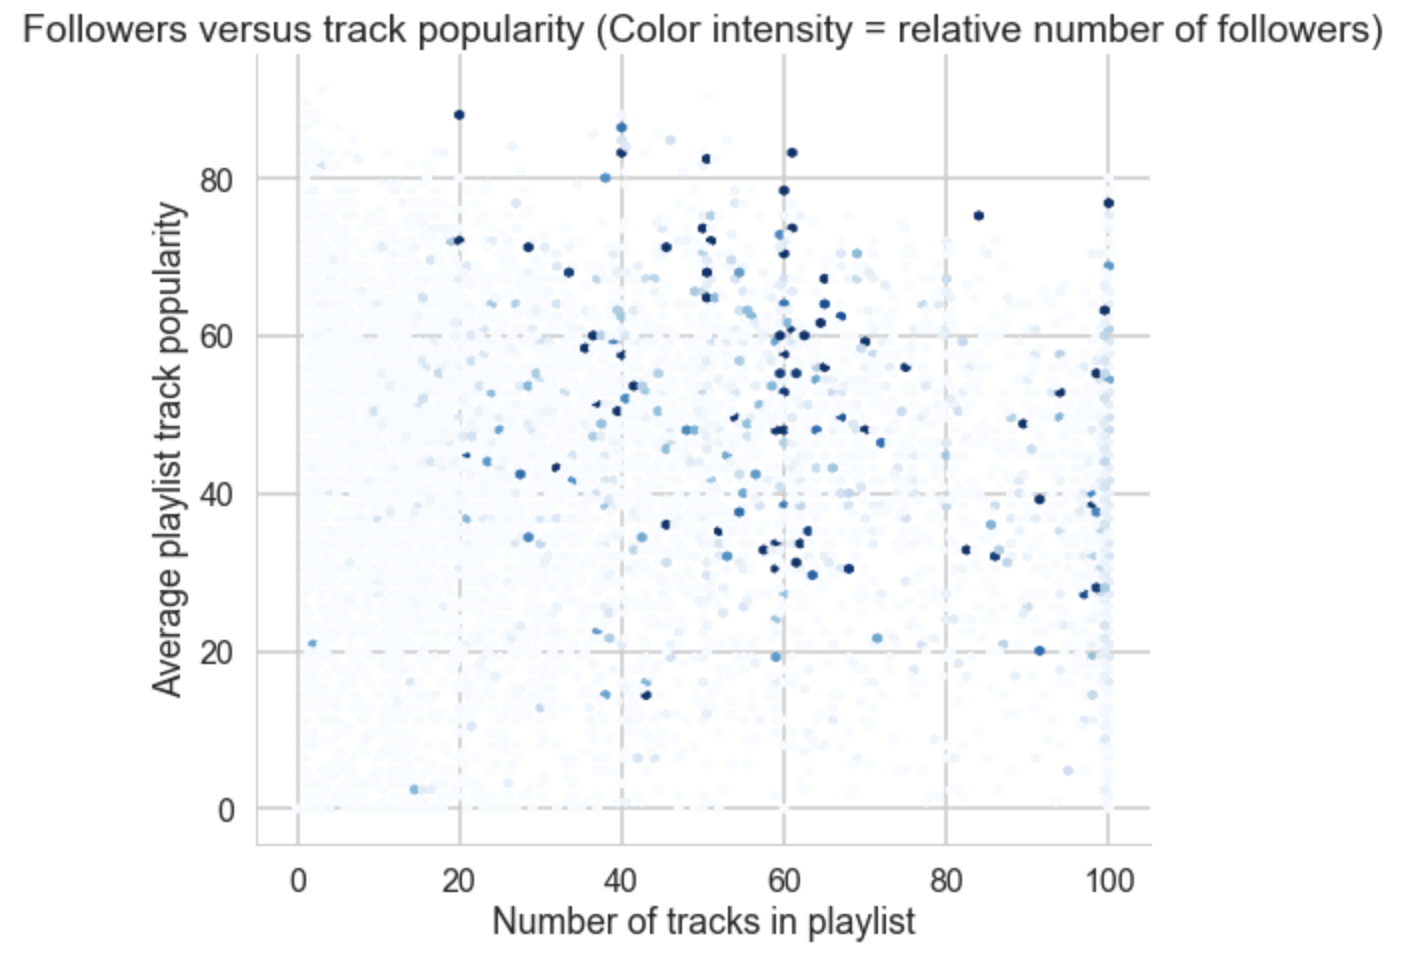 Followers versus track popularity (Color intensity = relative number of followers)
Average playlist track popularity
80
60
40
20
0
0 20 40 60 80 100
Number of tracks in playlist